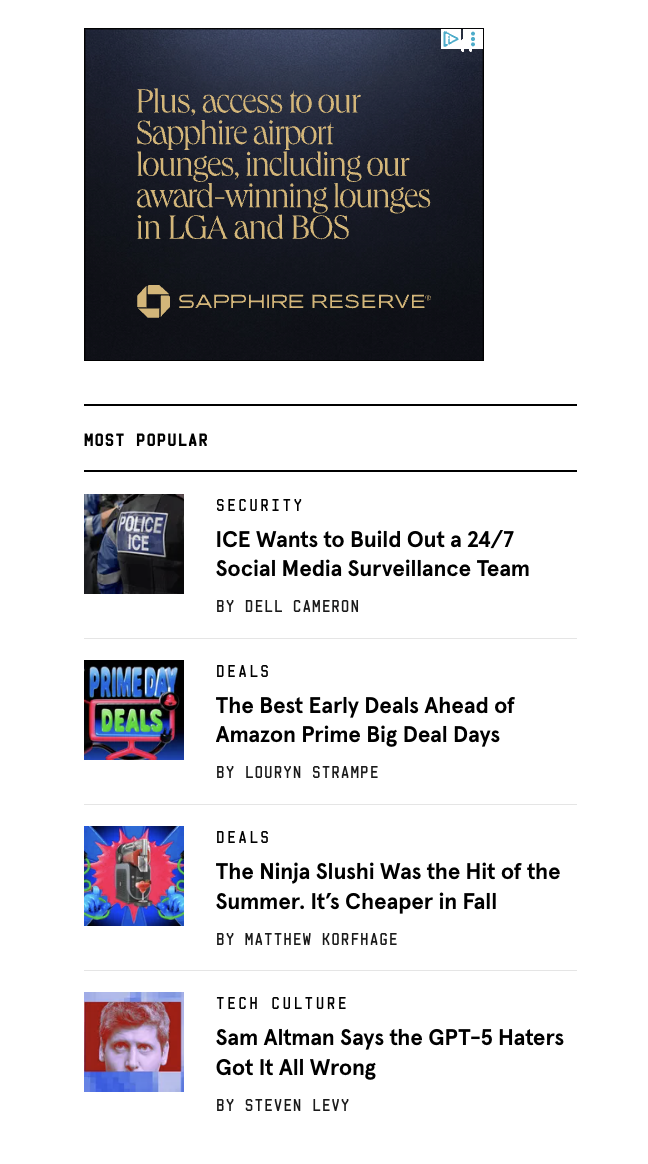 Plus, access to our
Sapphire airport
lounges, including our
award-winning lounges
in LGA and BOS
SAPPHIRE RESERVE®
MOST POPULAR
POLICE
ICE
SECURITY
ICE Wants to Build Out a 24/7
Social Media Surveillance Team
BY DELL CAMERON
PRIME DAY
DEALS
DEALS
The Best Early Deals Ahead of
Amazon Prime Big Deal Days
BY LOURYN STRAMPE
DEALS
The Ninja Slushi Was the Hit of the
Summer. It’s Cheaper in Fall
BY MATTHEW KORFHAGE
TECH CULTURE
Sam Altman Says the GPT-5 Haters
Got It All Wrong
BY STEVEN LEVY